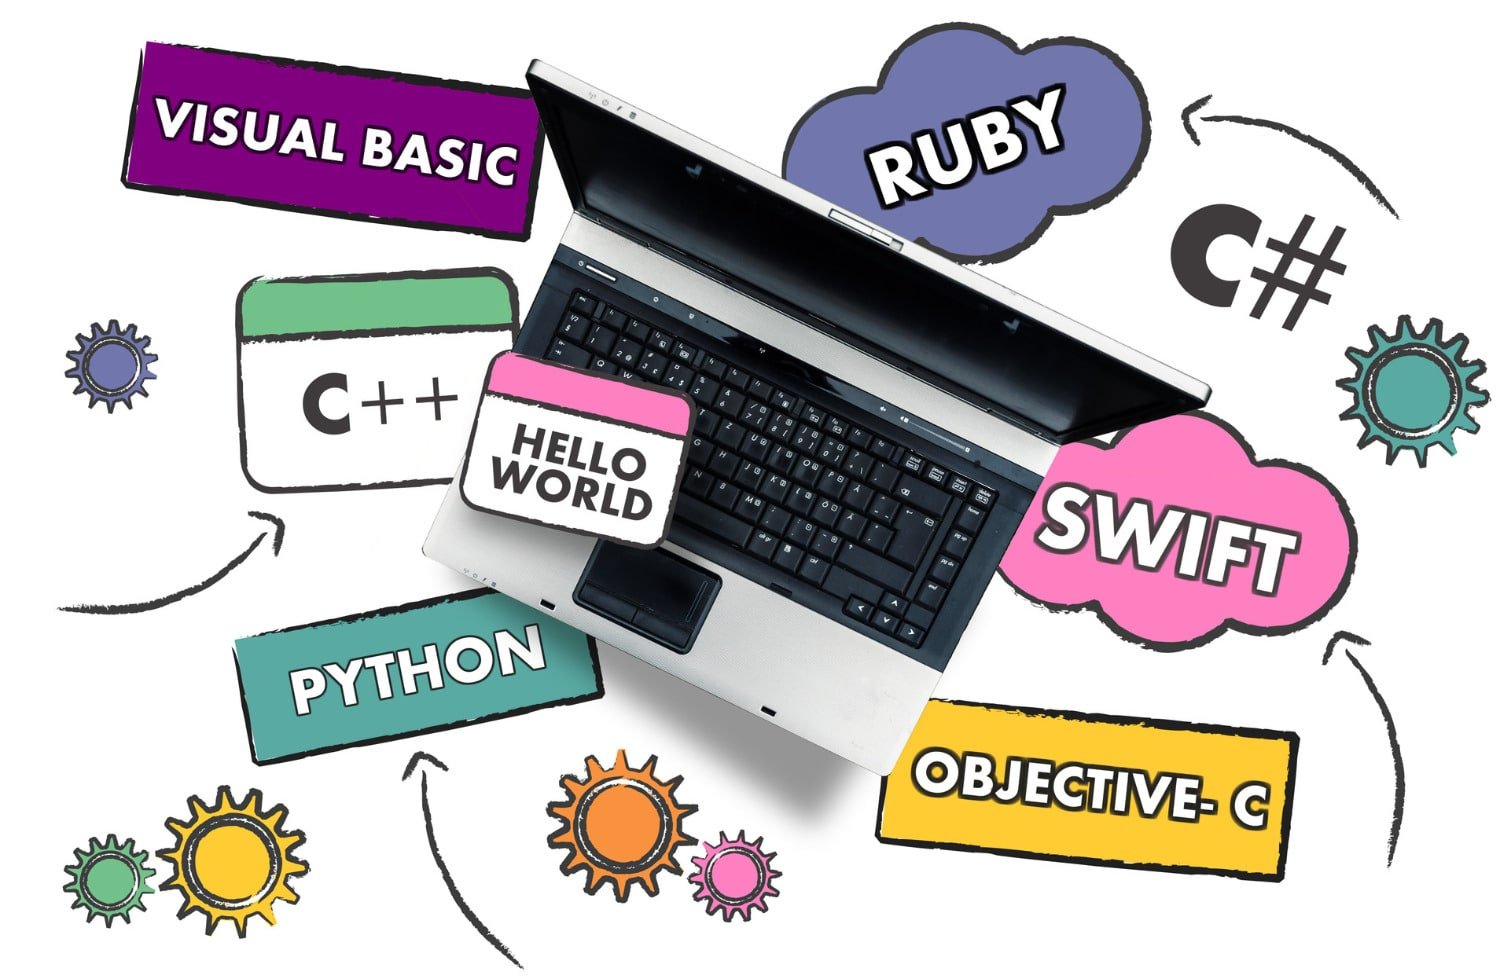 VISUAL BASIC
RUBY
C#
C++
HELLO
WORLD
SWIFT
PYTHON
OBJECTIVE- C